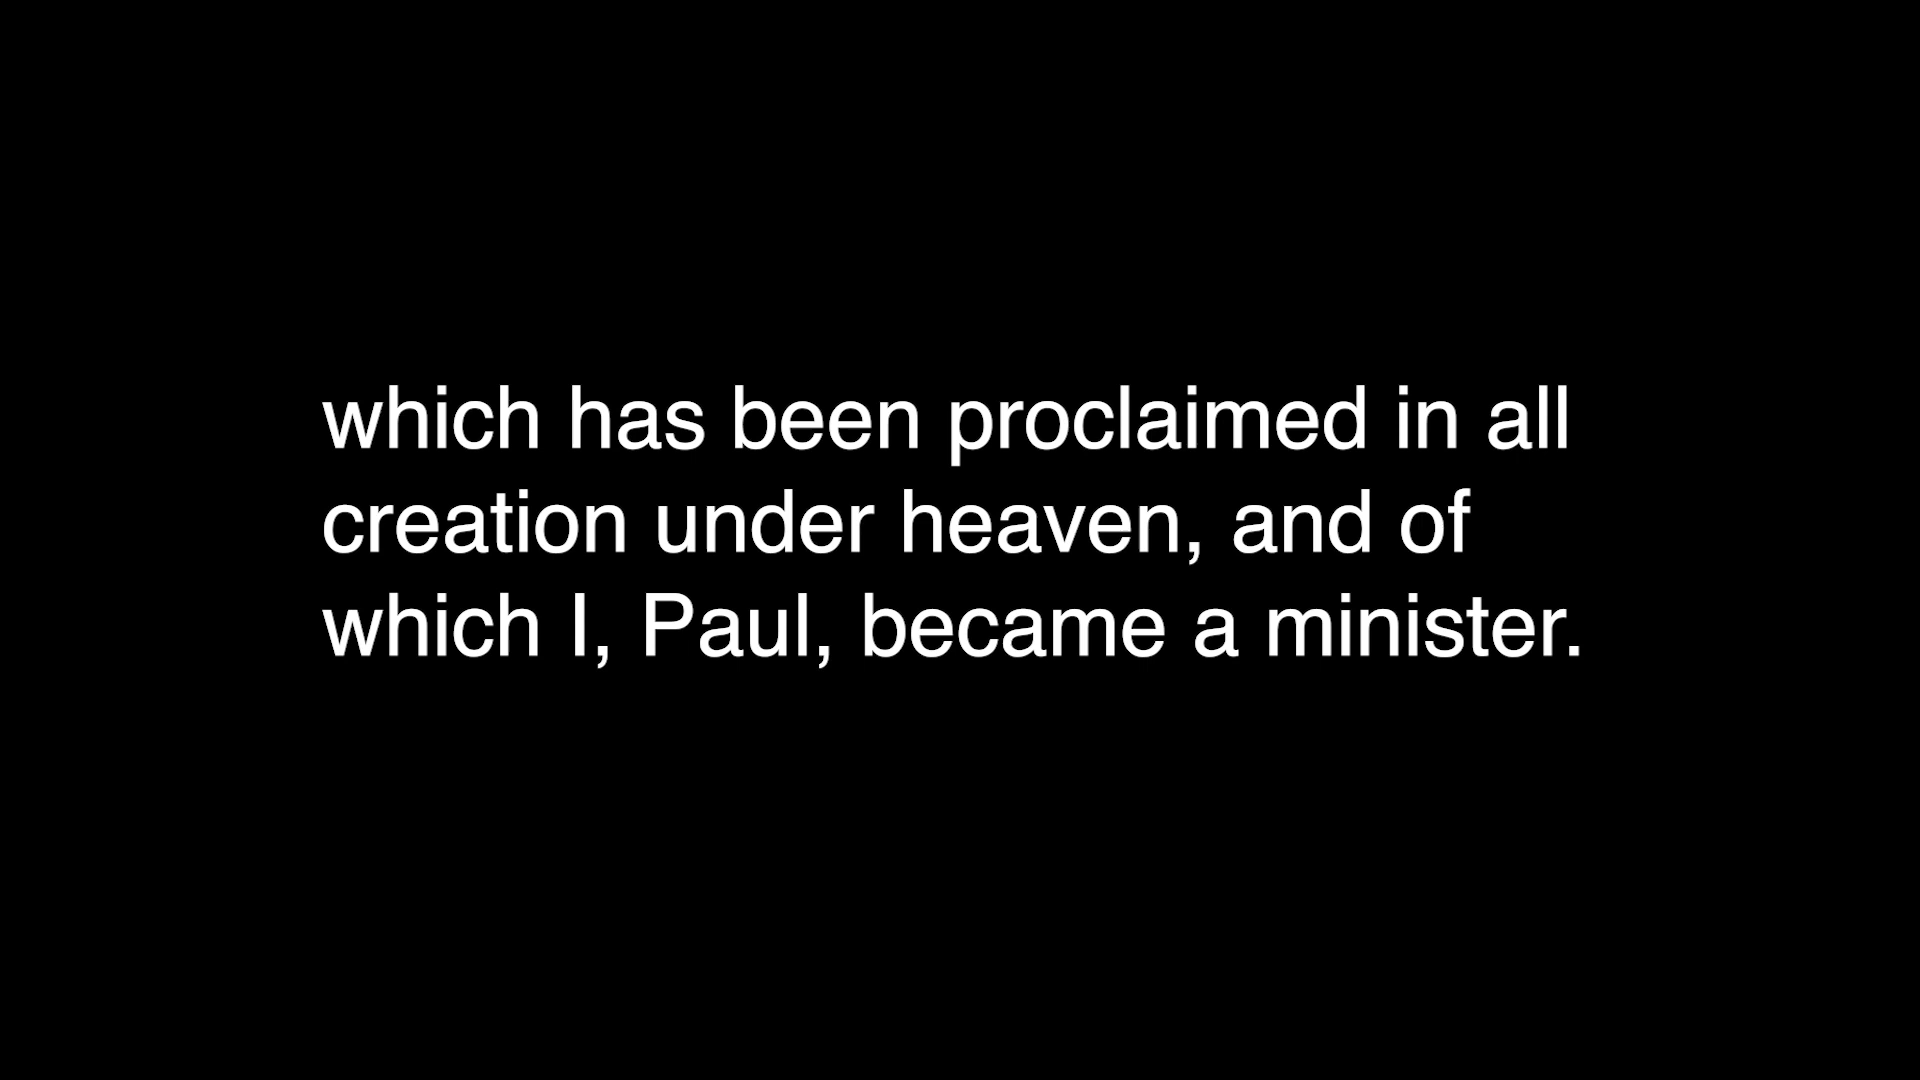 which has been proclaimed in all
creation under heaven, and of
which I, Paul, became a minister.